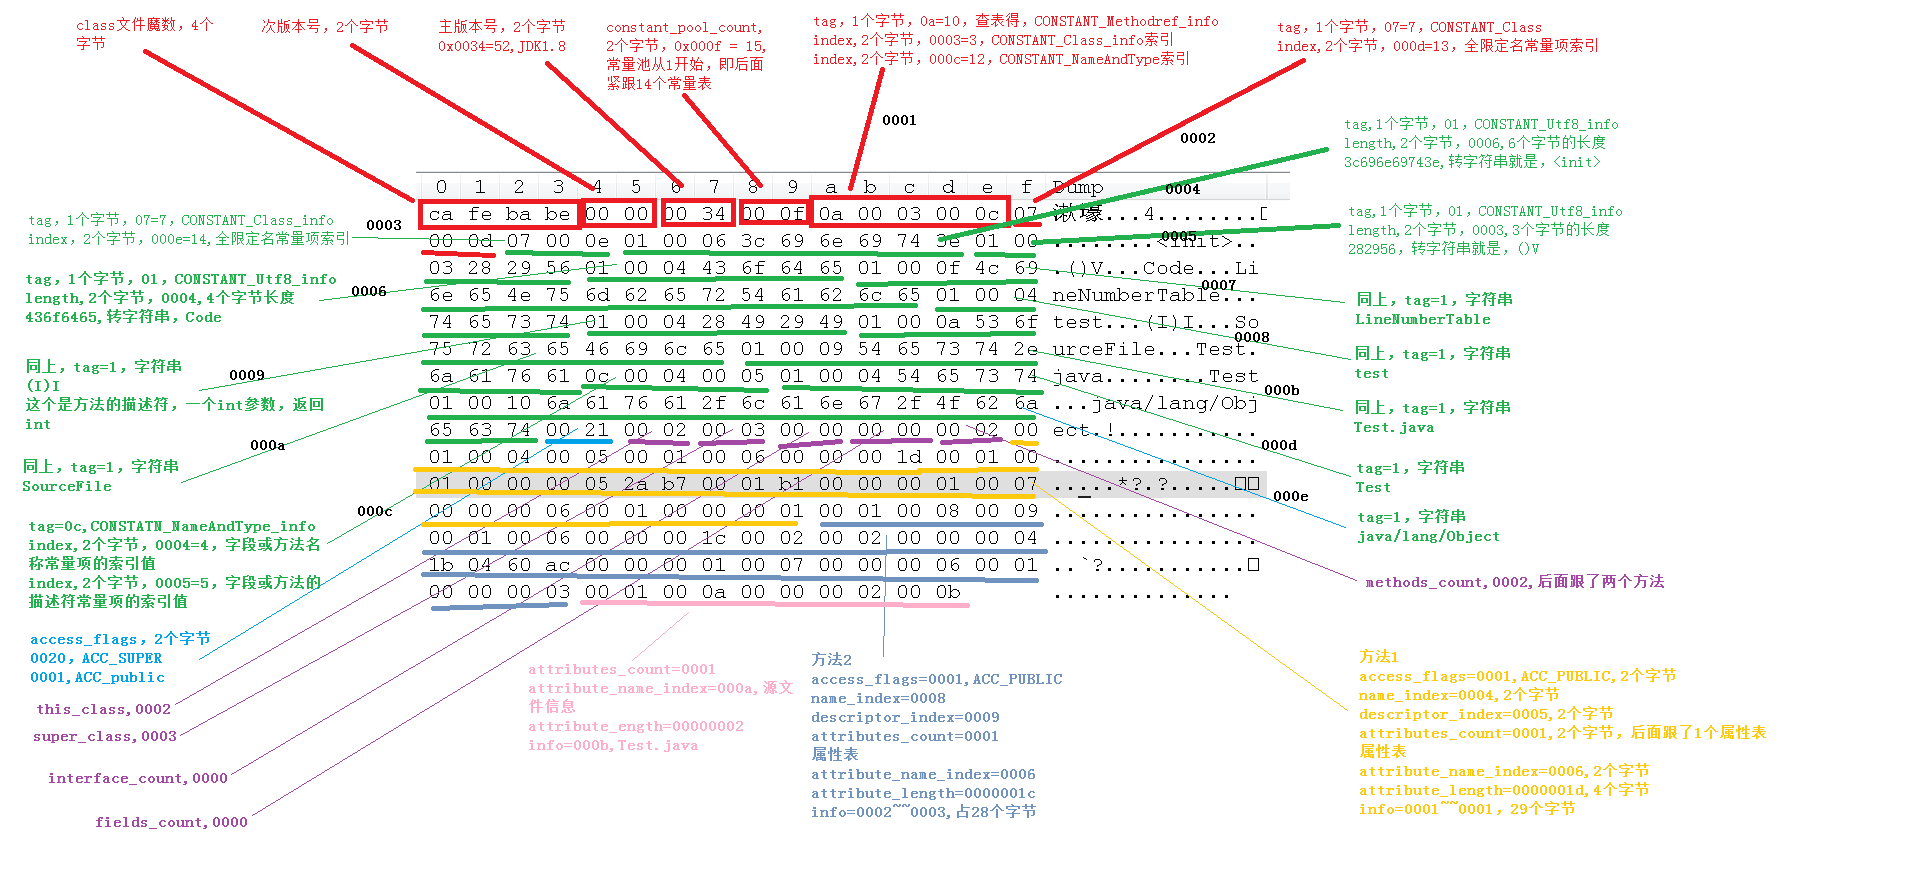 class文件魔数，4个
字节
次版本号，2个字节
主版本号，2个字节
0x0034=52,JDK1.8
constant_pool_count,
2个字节，0x000f = 15,
常量池从1开始，即后面
紧跟14个常量表
tag，1个字节，0a=10，查表得，CONSTANT_Methodref_info
index,2个字节，0003=3，CONSTANT_Class_info索引
index,2个字节，000c=12，CONSTANT_NameAndType索引
tag，1个字节，07=7，CONSTANT_Class
index,2个字节，000d=13，全限定名常量项索引
0001
0002
tag,1个字节，01，CONSTANT_Utf8_info
length,2个字节，0006,6个字节的长度
3c696e69743e,转字符串就是，<init>
0 1 2 3 4 5 6 7 8 9 a b c d e f Dump
0004
ca fe ba be 00 00 00 34 00 0f 0a 00 03 00 0c 07 漱壕...4........
00 0d 07 00 0e 01 00 06 3c 69 6e 69 74 3e 01 00 ........<init>..
03 28 29 56 01 00 04 43 6f 64 65 01 00 0f 4c 69 .()V...Code...Li
6e 65 4e 75 6d 62 65 72 54 61 62 6c 65 01 00 04 neNumberTable...
74 65 73 74 01 00 04 28 49 29 49 01 00 0a 53 6f test...(I)I...So
75 72 63 65 46 69 6c 65 01 00 09 54 65 73 74 2e urceFile...Test.
6a 61 76 61 0c 00 04 00 05 01 00 04 54 65 73 74 java........Test
01 00 10 6a 61 76 61 2f 6c 61 6e 67 2f 4f 62 6a ...java/lang/Obj
65 63 74 00 21 00 02 00 03 00 00 00 00 00 02 00 ect.!...........
01 00 04 00 05 00 01 00 06 00 00 00 1d 00 01 00 ................
01 00 00 00 05 2a b7 00 01 b1 00 00 00 01 00 07 .....*?.?.....□□
00 00 00 06 00 01 00 00 00 01 00 01 00 08 00 09 ................
00 01 00 06 00 00 00 1c 00 02 00 02 00 00 00 04 ................
1b 04 60 ac 00 00 00 01 00 07 00 00 00 06 00 01 ..`?...........□
00 00 00 03 00 01 00 0a 00 00 00 02 00 0b ..............
tag，1个字节，07=7，CONSTANT_Class_info
index，2个字节，000e=14,全限定名常量项索引
0003
tag,1个字节，01，CONSTANT_Utf8_info
length,2个字节，0003,3个字节的长度
282956，转字符串就是，()V
0005
tag，1个字节，01，CONSTANT_Utf8_info
length,2个字节，0004,4个字节长度
436f6465,转字符串，Code
0006
0007
同上，tag=1，字符串
LineNumberTable
0008
同上，tag=1，字符串
test
同上，tag=1，字符串
(I)I
这个是方法的描述符，一个int参数，返回
int
0009
000b
同上，tag=1，字符串
Test.java
000a
同上，tag=1，字符串
SourceFile
000d
tag=1，字符串
Test
000c
tag=0c,CONSTATN_NameAndType_info
index,2个字节，0004=4，字段或方法名
称常量项的索引值
index,2个字节，0005=5，字段或方法的
描述符常量项的索引值
000e
tag=1，字符串
java/lang/Object
methods_count,0002,后面跟了两个方法
access_flags，2个字节
0020，ACC_SUPER
0001,ACC_public
this_class,0002
super_class,0003
interface_count,0000
fields_count,0000
attributes_count=0001
attribute_name_index=000a,源文
件信息
attribute_ength=00000002
info=000b,Test.java
方法2
access_flags=0001,ACC_PUBLIC
name_index=0008
descriptor_index=0009
attributes_count=0001
属性表
attribute_name_index=0006
attribute_length=0000001c
info=0002~~0003,占28个字节
方法1
access_flags=0001,ACC_PUBLIC,2个字节
name_index=0004,2个字节
descriptor_index=0005,2个字节
attributes_count=0001,2个字节，后面跟了1个属性表
属性表
attribute_name_index=0006,2个字节
attribute_length=0000001d,4个字节
info=0001~~0001，29个字节